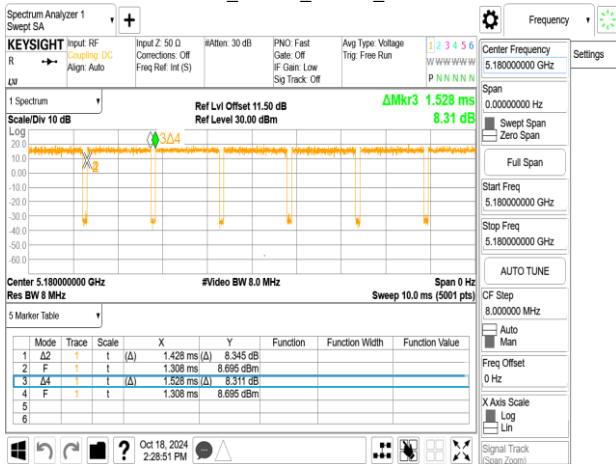 Spectrum Analyzer 1
Swept SA
+
Frequency
KEYSIGHT
R
LXI
Input: RF
Coupling: DC
Align: Auto
Input Z: 50 Ω
Corrections: Off
Freq Ref: Int (S)
#Atten: 30 dB
PNO: Fast
Gate: Off
IF Gain: Low
Sig Track: Off
Avg Type: Voltage
Trig: Free Run
1 2 3 4 5 6
W W W W W W
P N N N N N
Center Frequency
5.180000000 GHz
Settings
Span
0.00000000 Hz
Swept Span
Zero Span
Full Span
Start Freq
5.180000000 GHz
Stop Freq
5.180000000 GHz
AUTO TUNE
CF Step
8.000000 MHz
Auto
Man
Freq Offset
0 Hz
X Axis Scale
Log
Lin
Signal Track
(Span Zoom)
1 Spectrum
Scale/Div 10 dB
Ref Lvl Offset 11.50 dB
Ref Level 30.00 dBm
ΔMkr3 1.528 ms
8.31 dB
Log
20.0
10.0
0.00
-10.0
-20.0
-30.0
-40.0
-50.0
-60.0
3Δ4
Center 5.180000000 GHz
Res BW 8 MHz
#Video BW 8.0 MHz
Span 0 Hz
Sweep 10.0 ms (5001 pts)
5 Marker Table
Mode Trace Scale X Y Function Function Width Function Value
1 Δ2 1 t (Δ) 1.428 ms (Δ) 8.345 dB
2 F 1 t 1.308 ms 8.695 dBm
3 Δ4 1 t (Δ) 1.528 ms (Δ) 8.311 dB
4 F 1 t 1.308 ms 8.695 dBm
5
6
?
Oct 18, 2024
2:28:51 PM